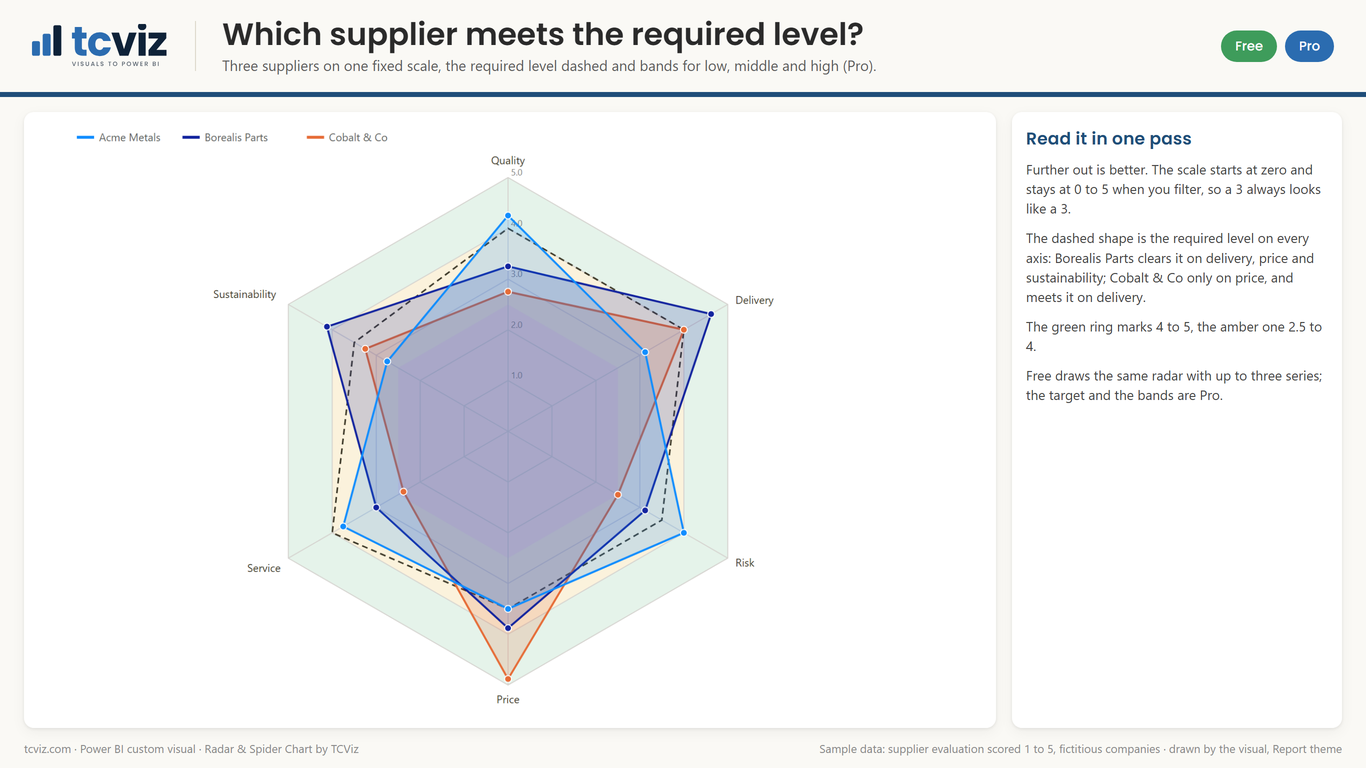 tcviz
VISUALS TO POWER BI
Which supplier meets the required level?
Three suppliers on one fixed scale, the required level dashed and bands for low, middle and high (Pro).
Free
Pro
Acme Metals
Borealis Parts
Cobalt & Co
Quality
5.0
4.0
3.0
2.0
1.0
Sustainability
Delivery
Service
Risk
Price
Read it in one pass
Further out is better. The scale starts at zero and
stays at 0 to 5 when you filter, so a 3 always looks
like a 3.
The dashed shape is the required level on every
axis: Borealis Parts clears it on delivery, price and
sustainability; Cobalt & Co only on price, and
meets it on delivery.
The green ring marks 4 to 5, the amber one 2.5 to
4.
Free draws the same radar with up to three series;
the target and the bands are Pro.
tcviz.com · Power BI custom visual · Radar & Spider Chart by TCViz
Sample data: supplier evaluation scored 1 to 5, fictitious companies · drawn by the visual, Report theme